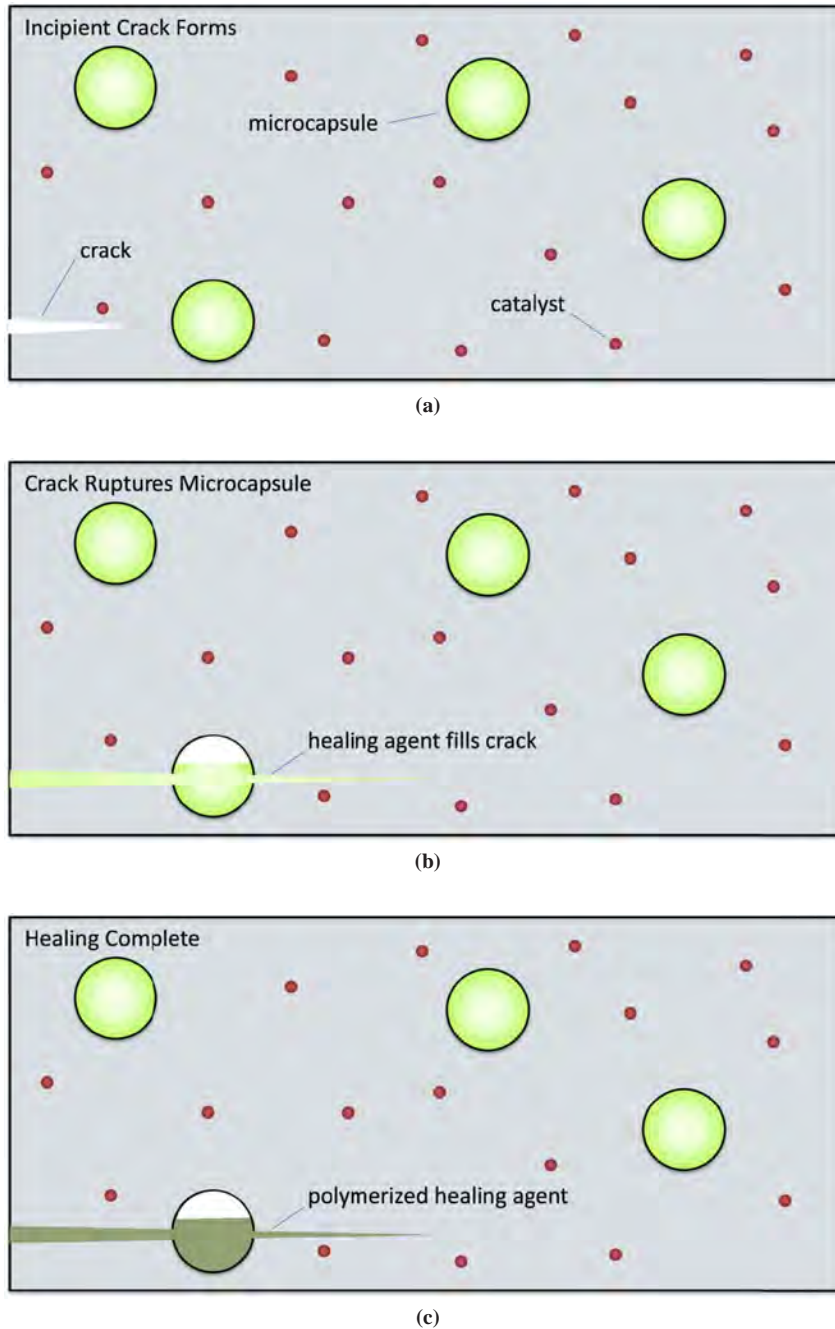 Incipient Crack Forms
microcapsule
crack
catalyst
(a)
Crack Ruptures Microcapsule
healing agent fills crack
(b)
Healing Complete
polymerized healing agent
(c)